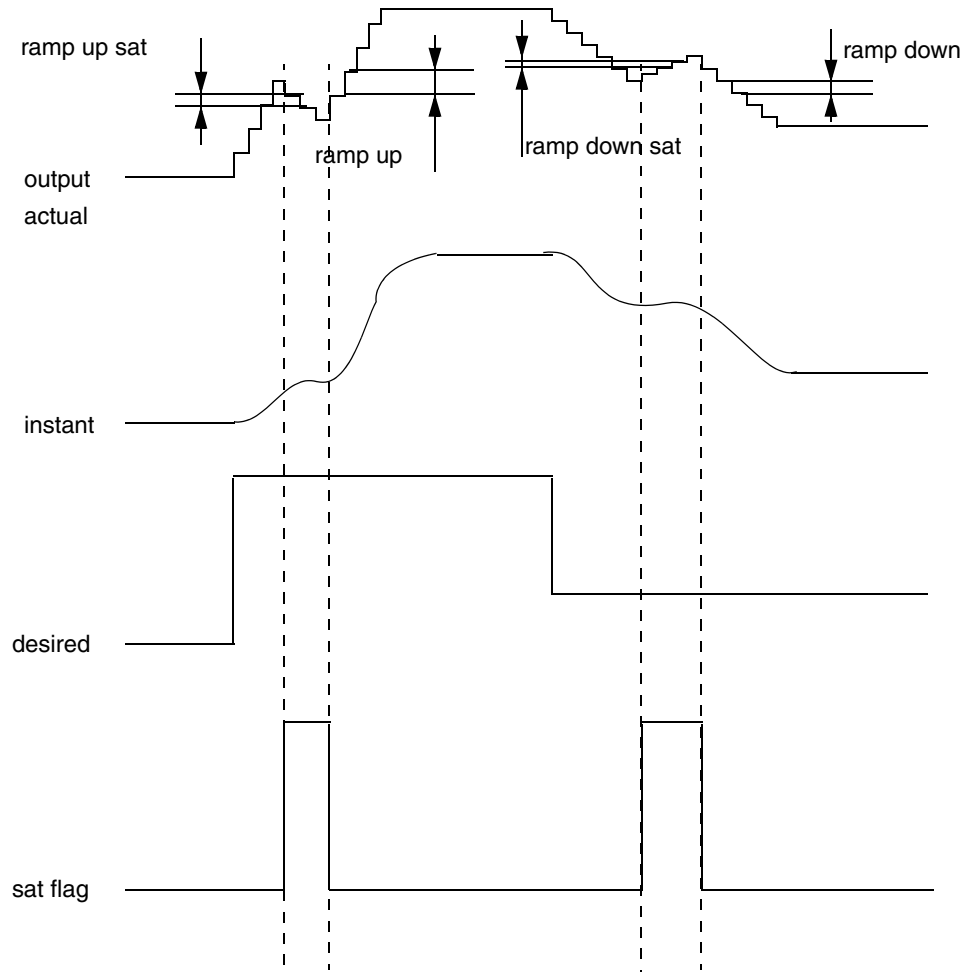 ramp up sat
ramp down
ramp up
ramp down sat
output
actual
instant
desired
sat flag